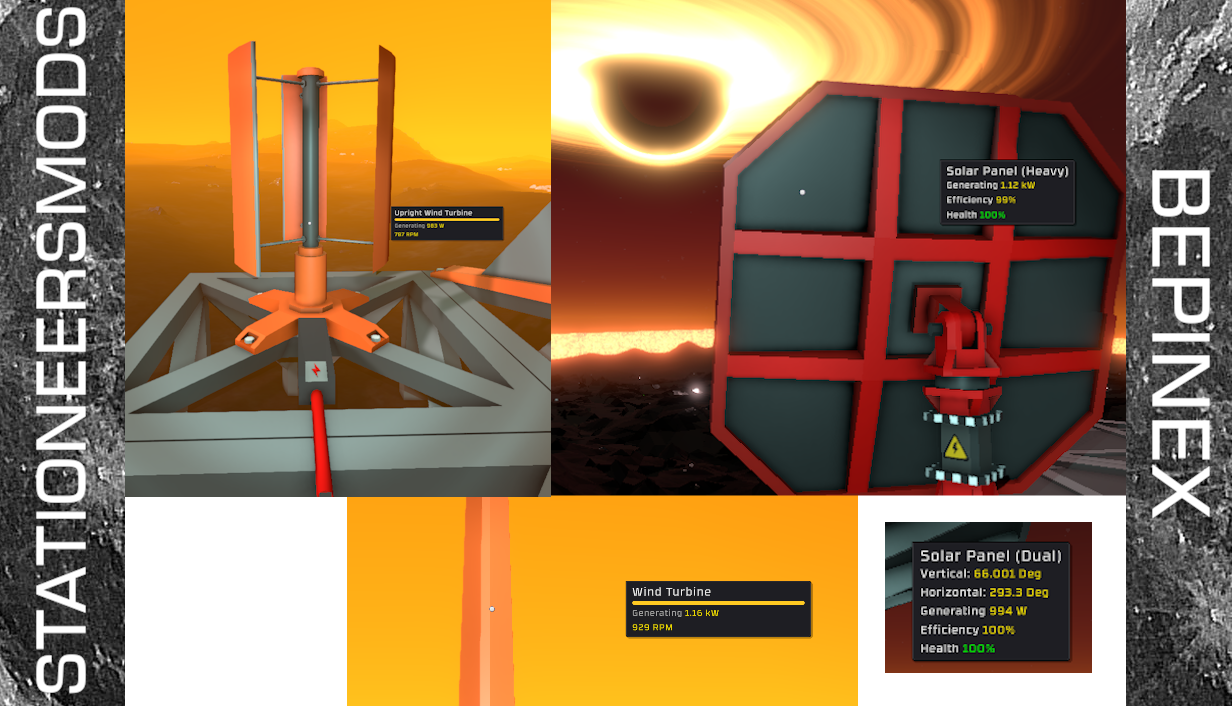 STATIONEERSMODS
Upright Wind Turbine
Generating 983 W
767 RPM
Solar Panel (Heavy)
Generating 1.12 kW
Efficiency 99%
Health 100%
Wind Turbine
Generating 1.16 kW
929 RPM
Solar Panel (Dual)
Vertical: 66.001 Deg
Horizontal: 293.3 Deg
Generating 994 W
Efficiency 100%
Health 100%
BEPINEX